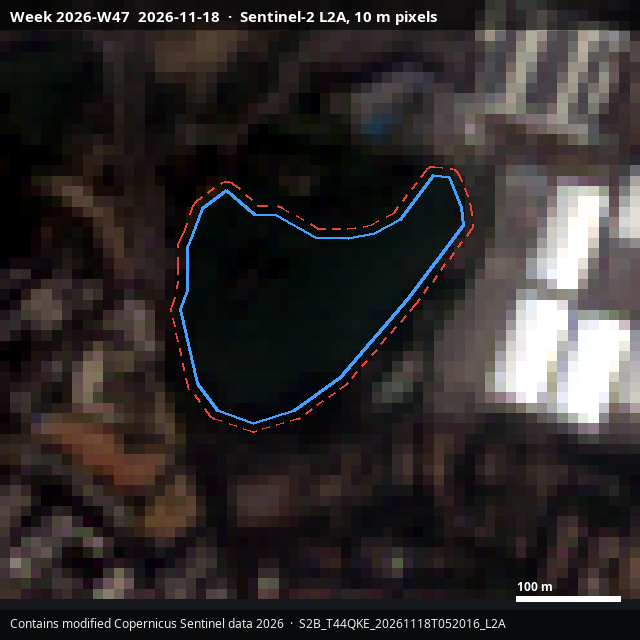 Week 2026-W47  2026-11-18  ·  Sentinel-2 L2A, 10 m pixels
100 m
Contains modified Copernicus Sentinel data 2026  ·  S2B_T44QKE_20261118T052016_L2A